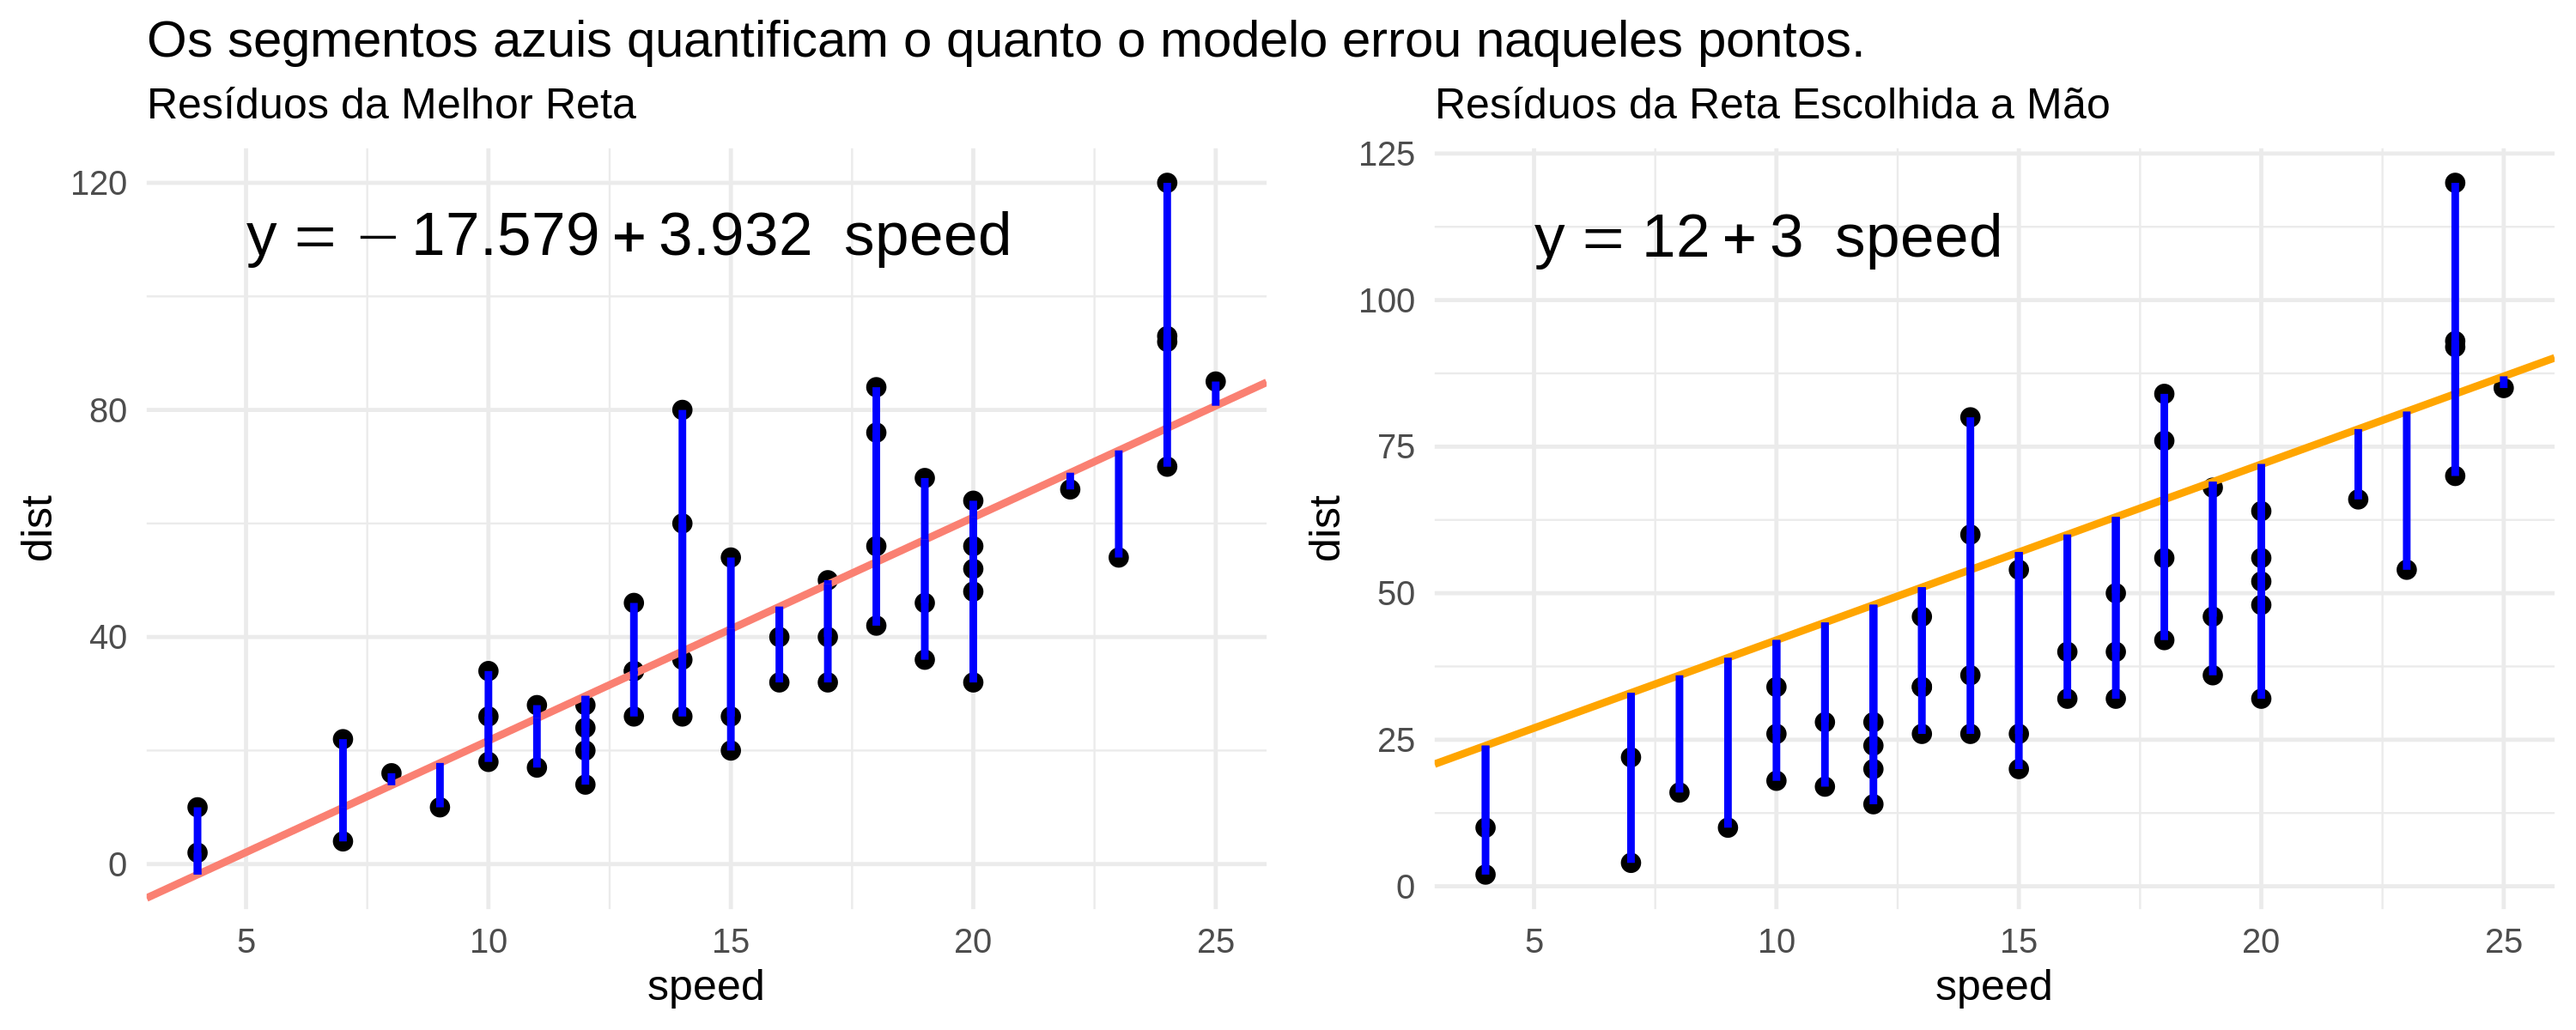 Os segmentos azuis quantificam o quanto o modelo errou naqueles pontos.
Resíduos da Melhor Reta
y = − 17.579 + 3.932 speed
120
80
40
0
dist
5 10 15 20 25
speed
Resíduos da Reta Escolhida a Mão
y = 12 + 3 speed
125
100
75
50
25
0
dist
5 10 15 20 25
speed